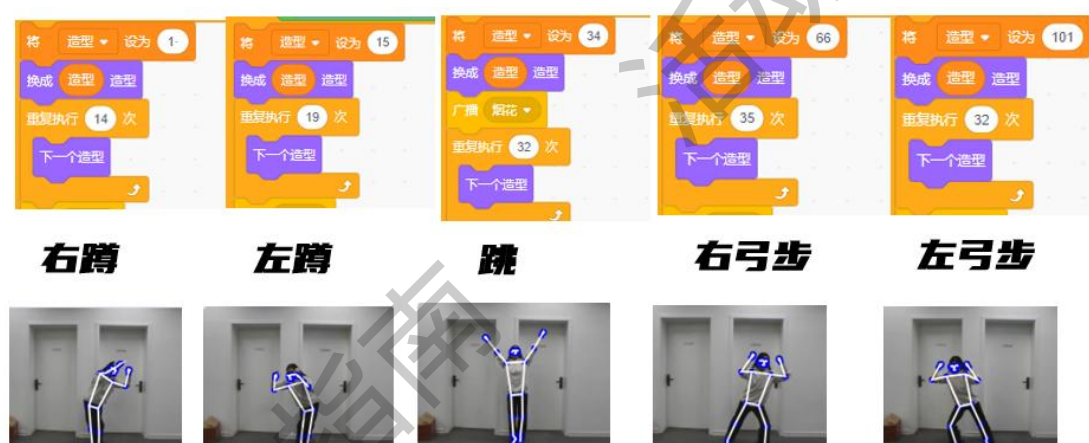 将 造型 设为 1-
换成 造型 造型
重复执行 14 次
下一个造型
将 造型 设为 15
换成 造型 造型
重复执行 19 次
下一个造型
将 造型 设为 34
换成 造型 造型
广播 烟花
重复执行 32 次
下一个造型
将 造型 设为 66
换成 造型 造型
重复执行 35 次
下一个造型
将 造型 设为 101
换成 造型 造型
重复执行 32 次
下一个造型
右蹲
左蹲
跳
右弓步
左弓步
指南
活动